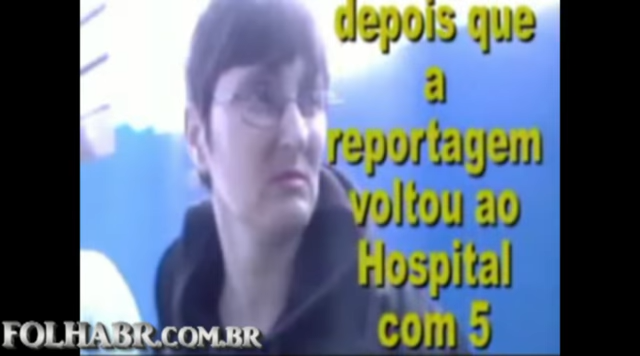 depois que
a
reportagem
voltou ao
Hospital
com 5
FOLHABR.COM.BR